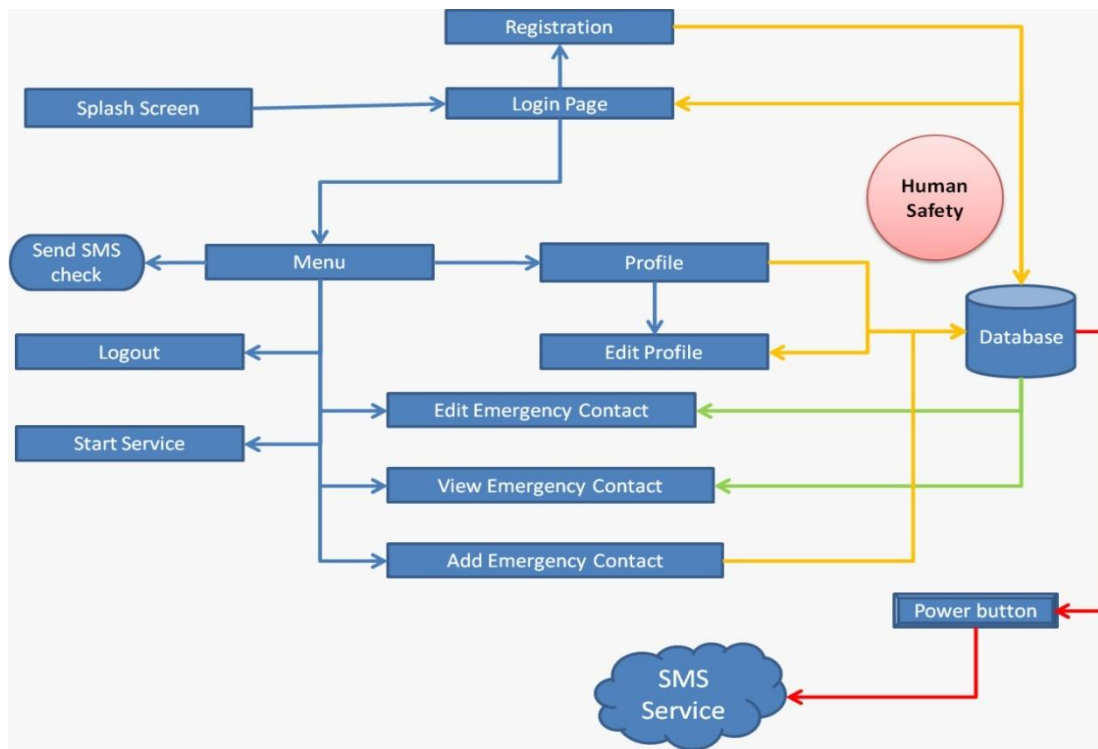 Registration
Splash Screen
Login Page
Human
Safety
Send SMS
check
Menu
Profile
Database
Logout
Edit Profile
Edit Emergency Contact
Start Service
View Emergency Contact
Add Emergency Contact
Power button
SMS
Service